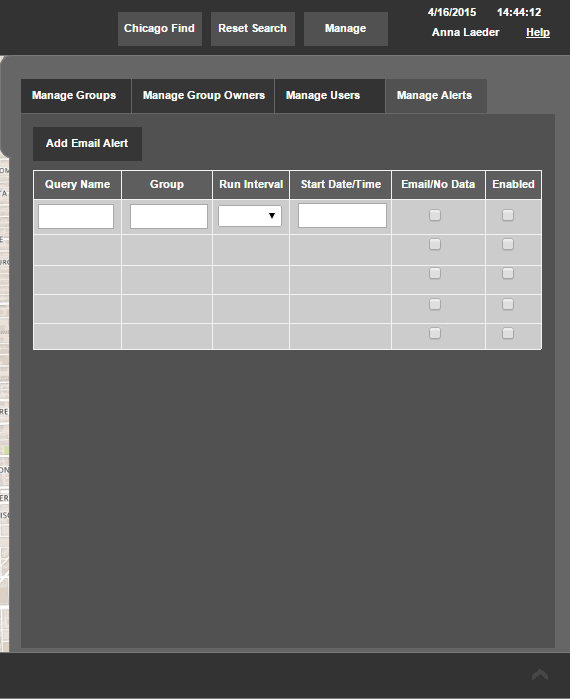 4/16/2015 14:44:12
Chicago Find Reset Search Manage
Anna Laeder Help
Manage Groups Manage Group Owners Manage Users Manage Alerts
Add Email Alert
Query Name Group Run Interval Start Date/Time Email/No Data Enabled